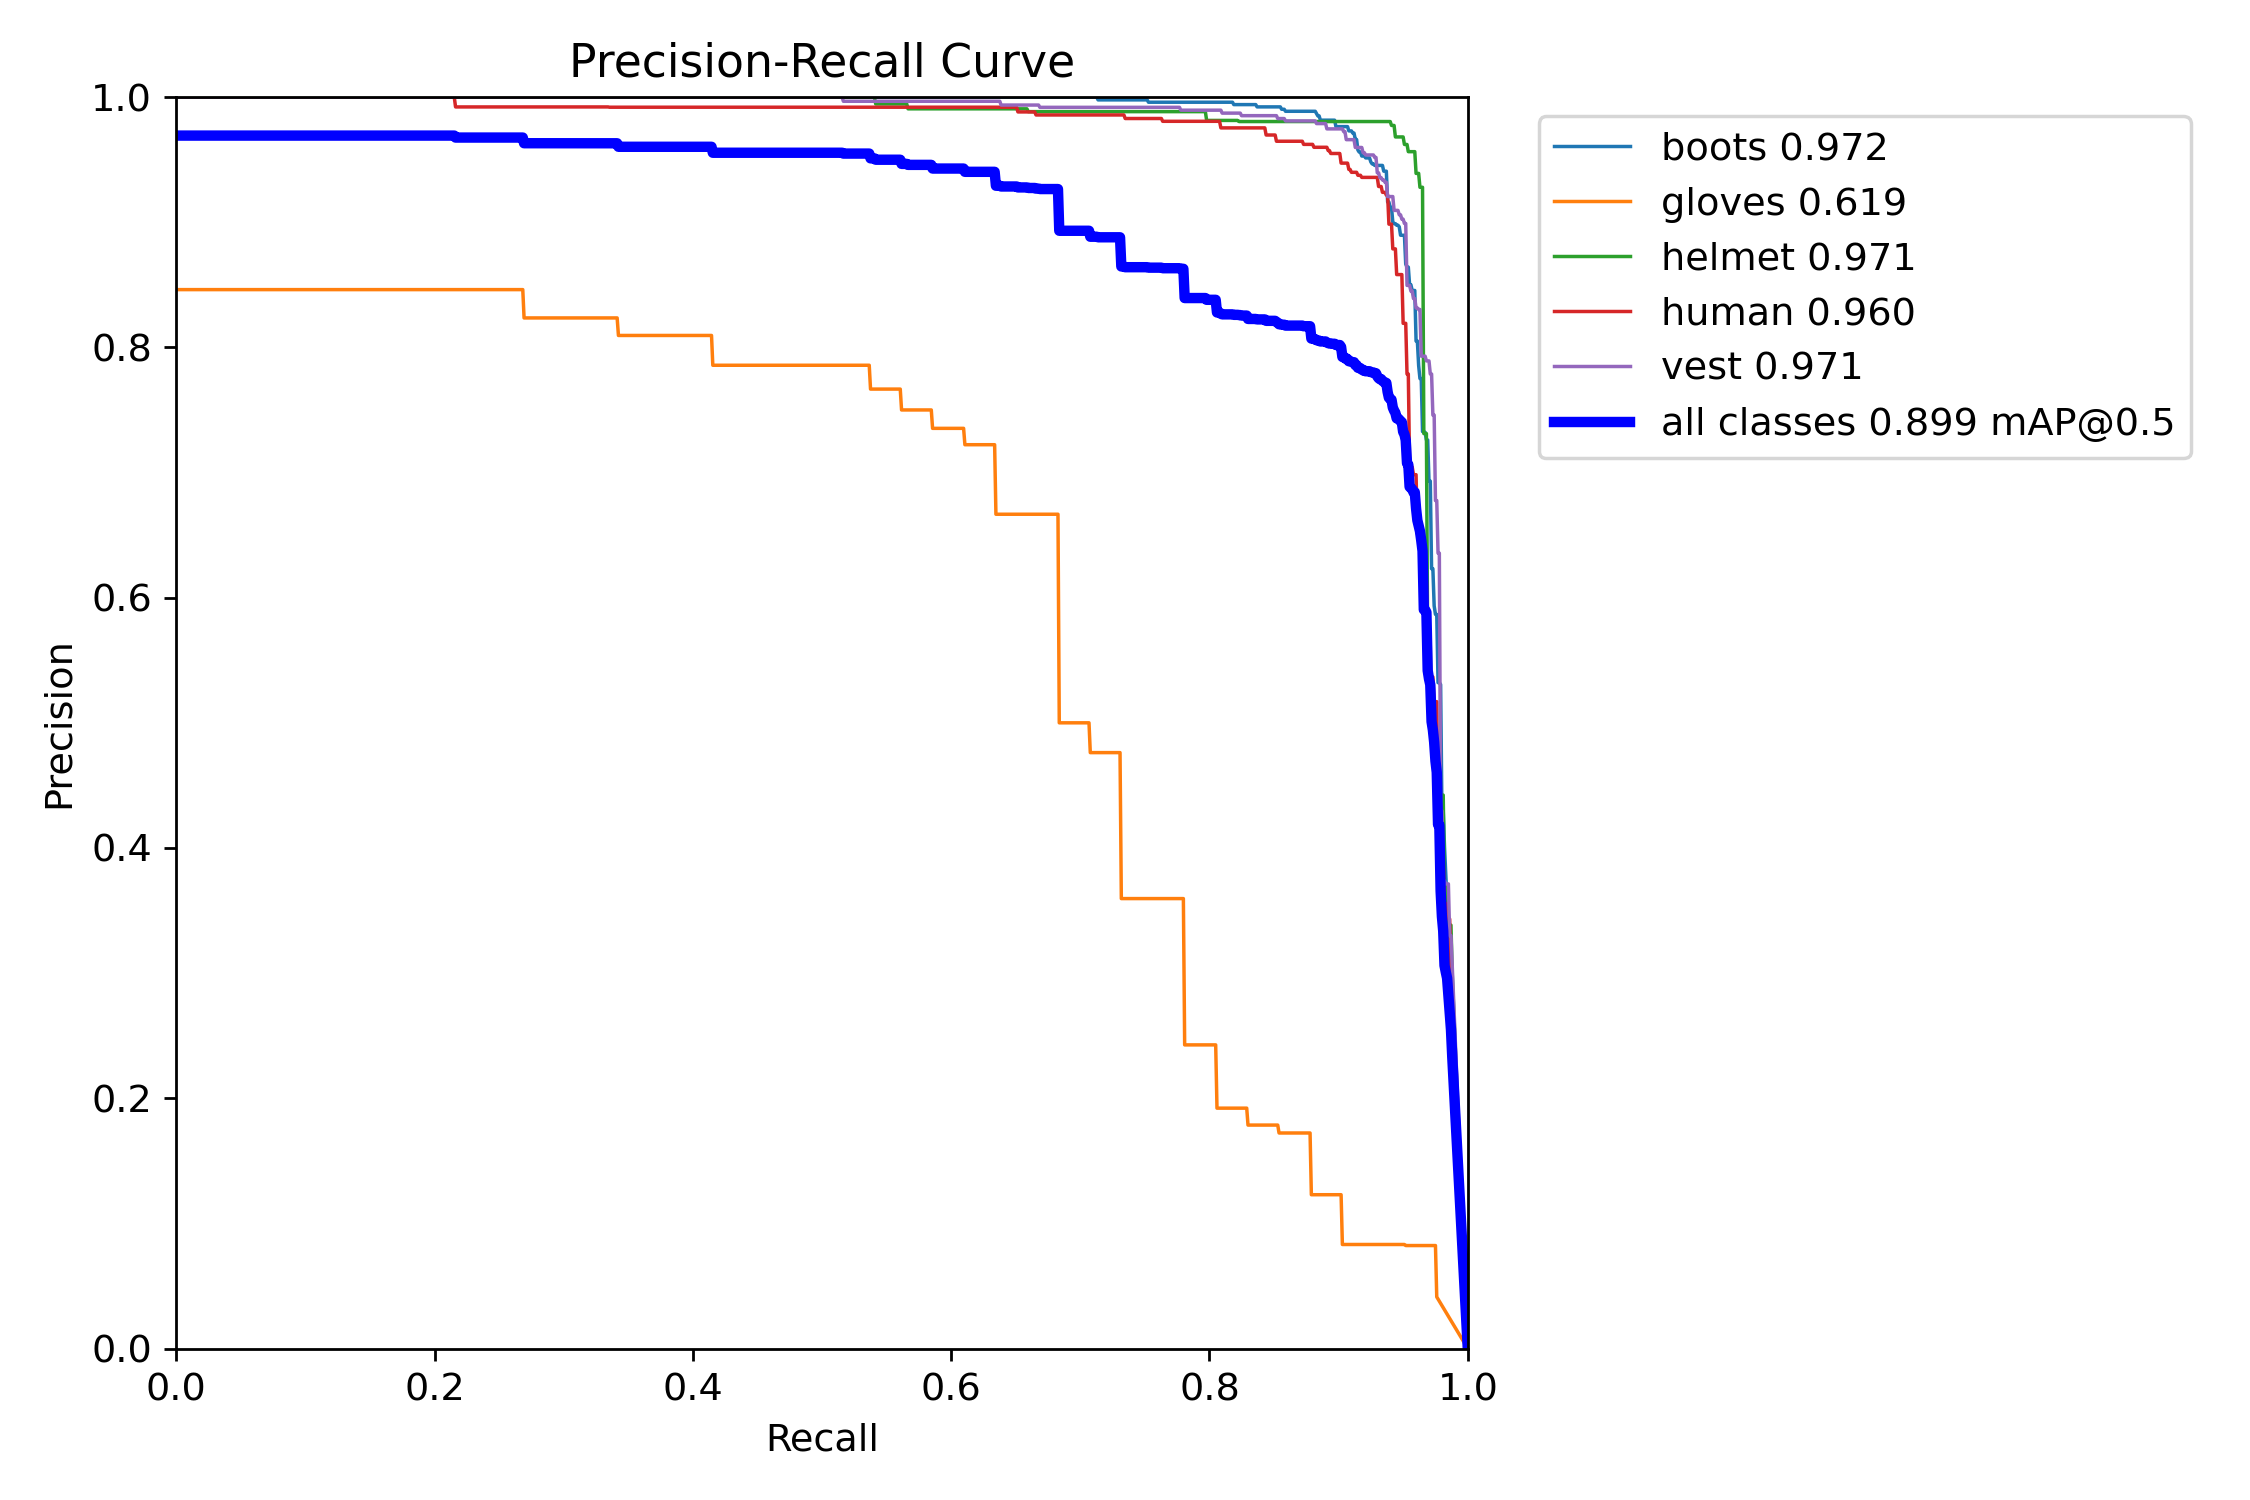 Precision-Recall Curve
1.0
0.8
0.6
0.4
0.2
0.0
Precision
0.0 0.2 0.4 0.6 0.8 1.0
Recall
boots 0.972
gloves 0.619
helmet 0.971
human 0.960
vest 0.971
all classes 0.899 mAP@0.5